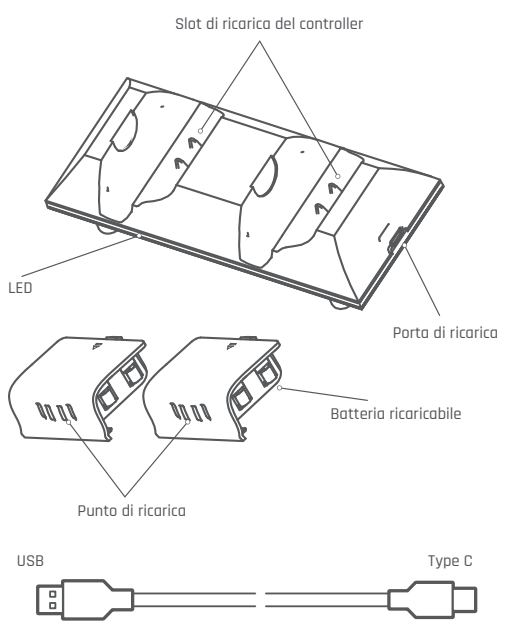 Slot di ricarica del controller
LED
Porta di ricarica
Batteria ricaricabile
Punto di ricarica
USB
Type C